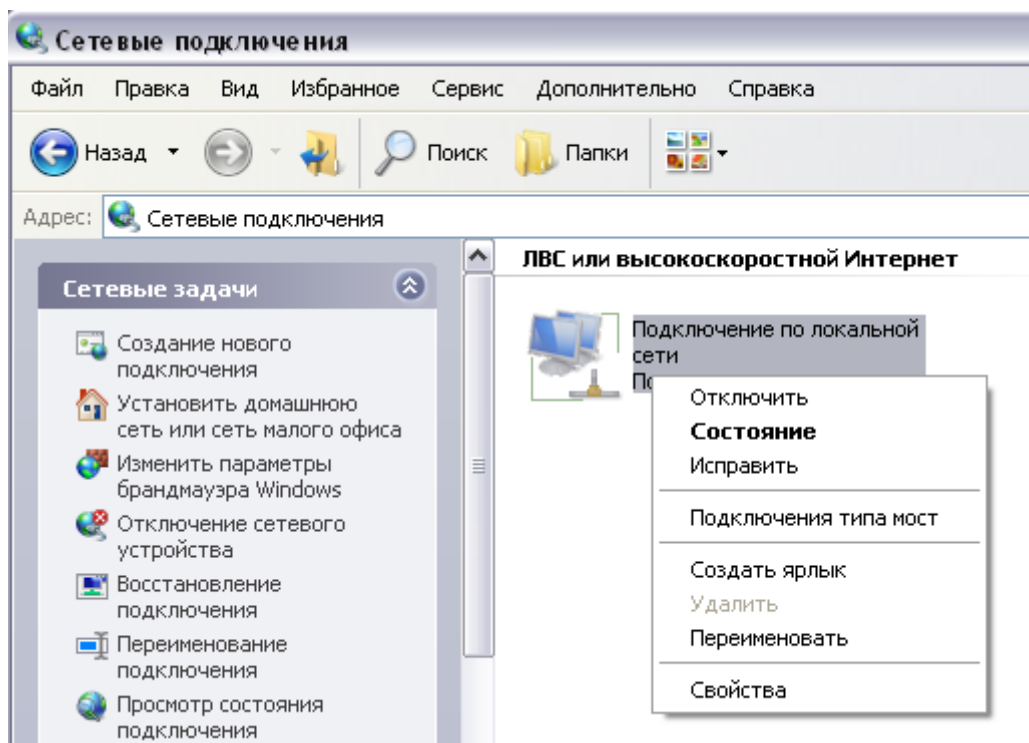 Сетевые подключения
Файл Правка Вид Избранное Сервис Дополнительно Справка
Назад Поиск Папки
Адрес: Сетевые подключения
Сетевые задачи
Создание нового
подключения
Установить домашнюю
сеть или сеть малого офиса
Изменить параметры
брандмауэра Windows
Отключение сетевого
устройства
Восстановление
подключения
Переименование
подключения
Просмотр состояния
подключения
ЛВС или высокоскоростной Интернет
Подключение по локальной
сети
Отключить
Состояние
Исправить
Подключения типа мост
Создать ярлык
Удалить
Переименовать
Свойства